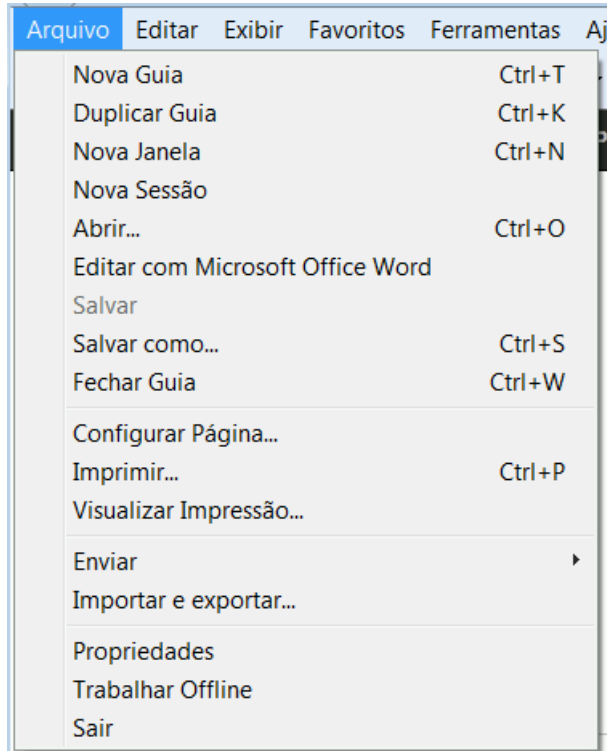 Arquivo Editar Exibir Favoritos Ferramentas Aj
Nova Guia Ctrl+T
Duplicar Guia Ctrl+K
Nova Janela Ctrl+N
Nova Sessão
Abrir... Ctrl+O
Editar com Microsoft Office Word
Salvar
Salvar como... Ctrl+S
Fechar Guia Ctrl+W
Configurar Página...
Imprimir... Ctrl+P
Visualizar Impressão...
Enviar
Importar e exportar...
Propriedades
Trabalhar Offline
Sair